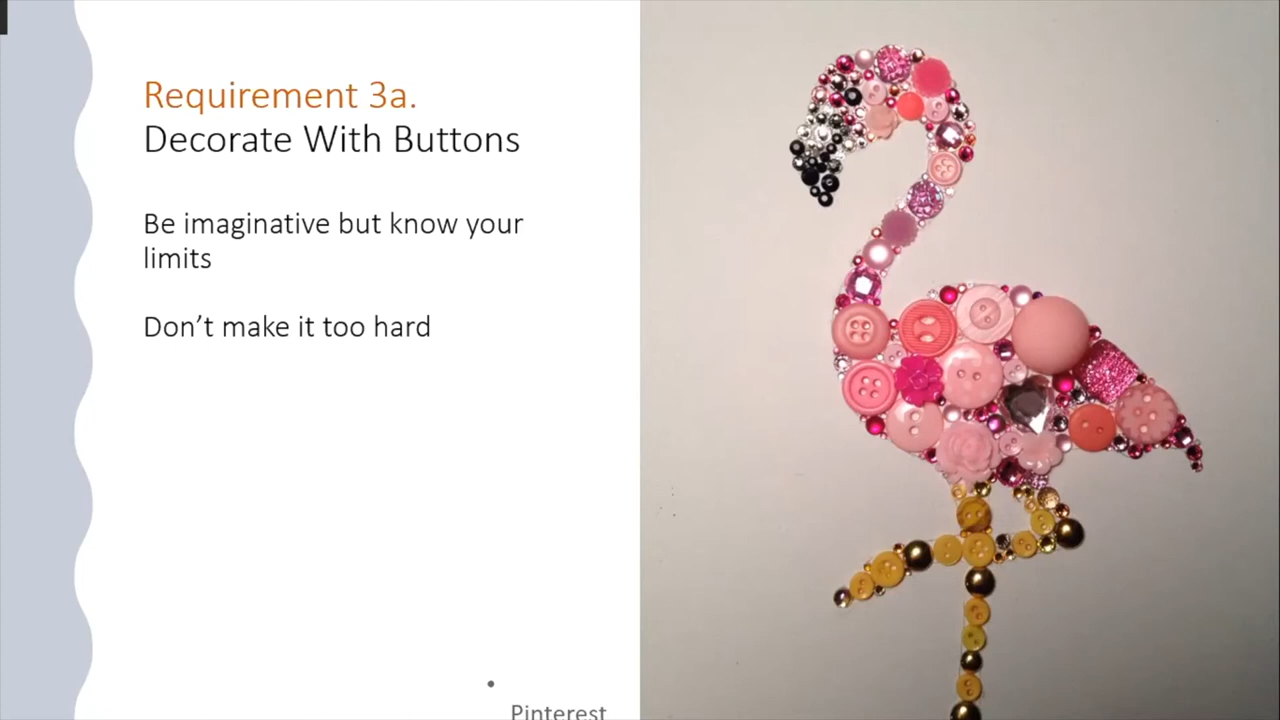 Requirement 3a.
Decorate With Buttons
Be imaginative but know your
limits
Don’t make it too hard
Pinterest